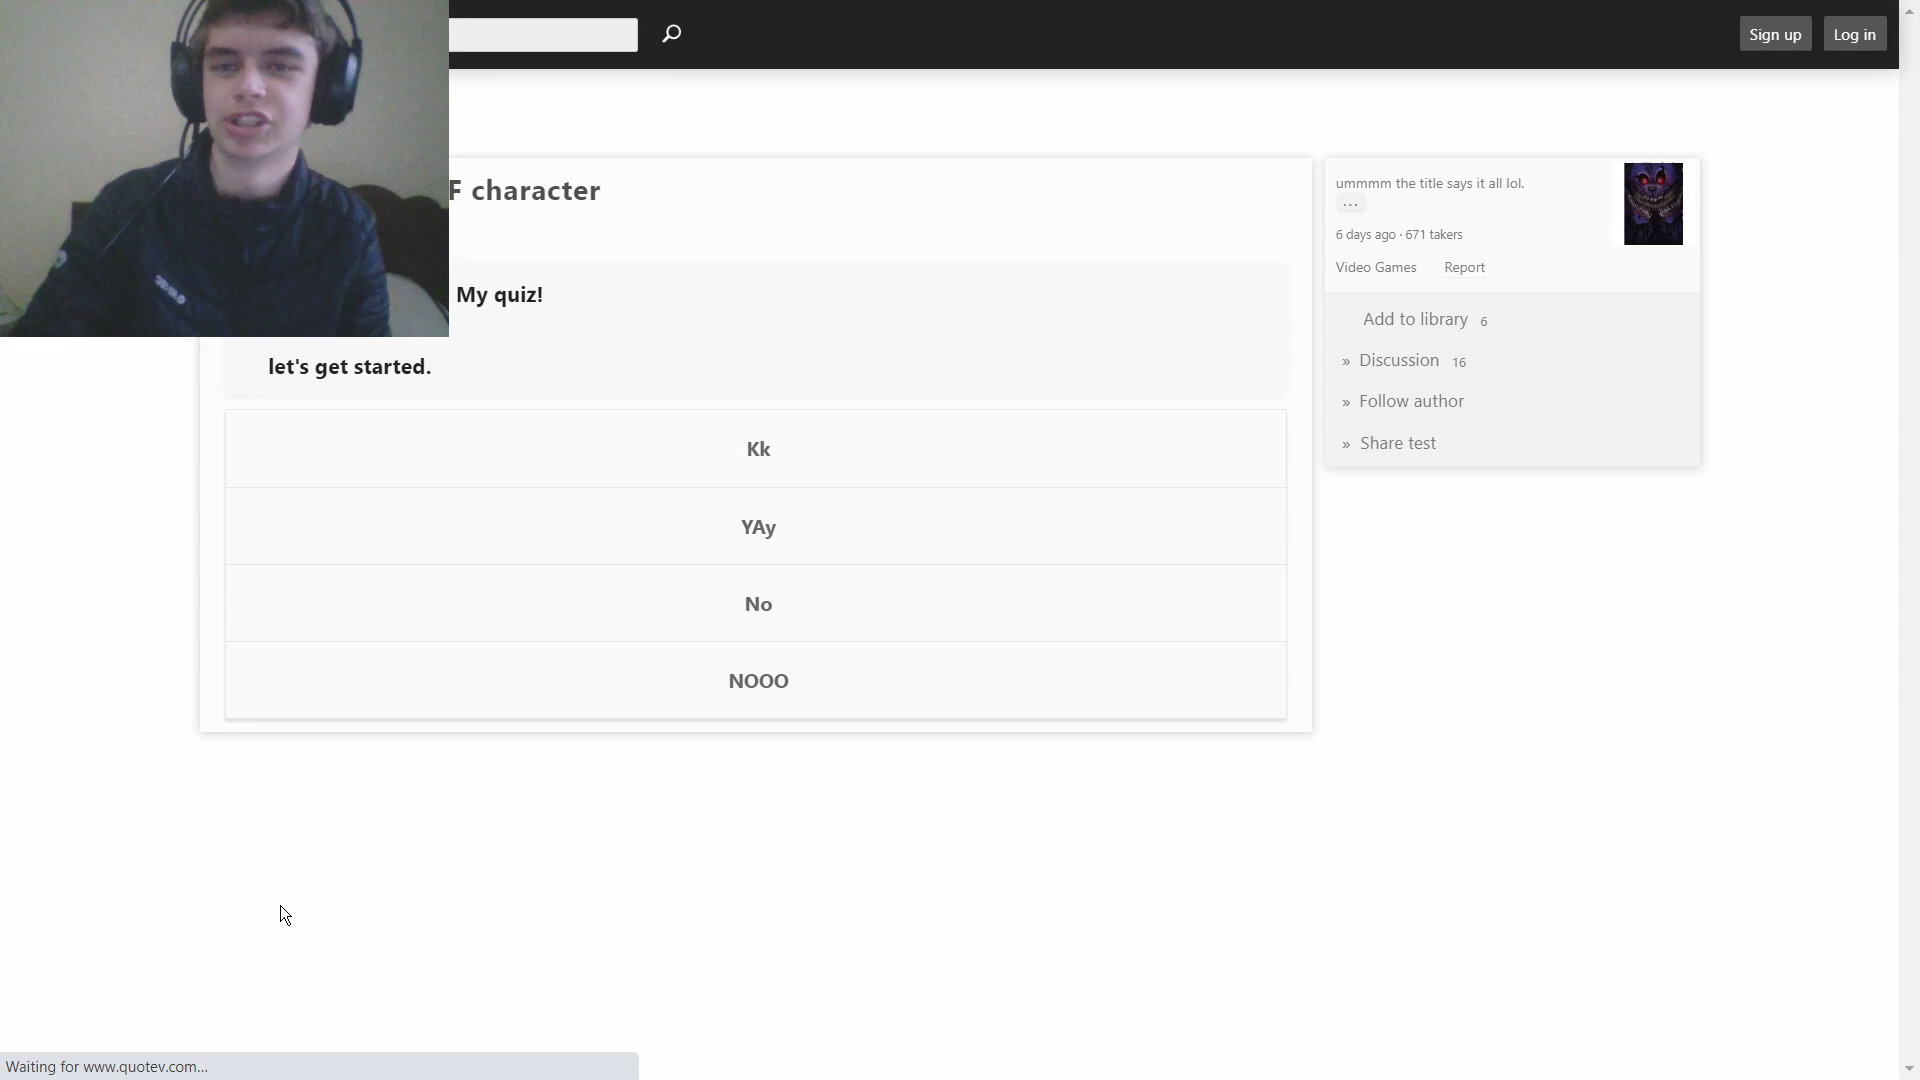 Sign up
Log in
F character
My quiz!
let's get started.
Kk
YAy
No
NOOO
ummmm the title says it all lol.
...
6 days ago · 671 takers
Video Games
Report
Add to library 6
» Discussion 16
» Follow author
» Share test
Waiting for www.quotev.com...